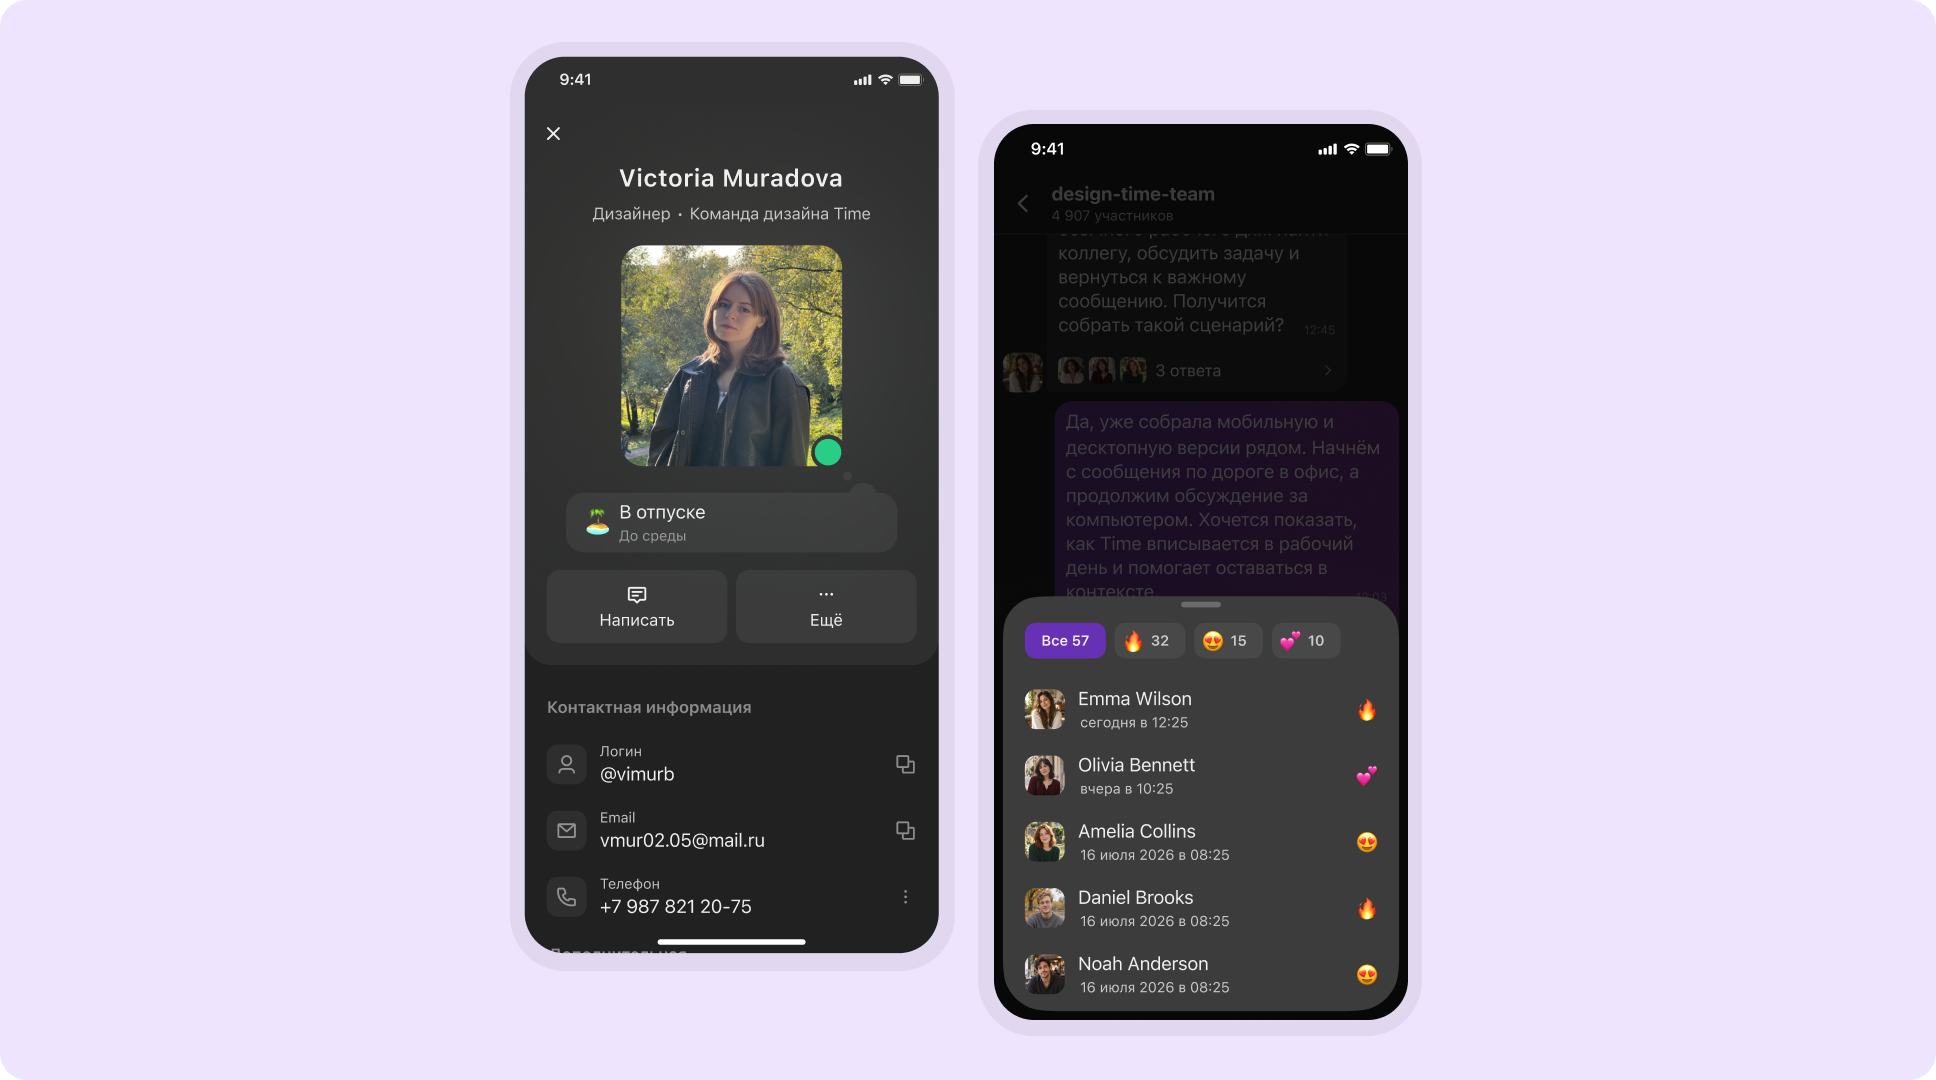 9:41
Victoria Muradova
Дизайнер • Команда дизайна Time
В отпуске
До среды
Написать
Ещё
Контактная информация
Логин
@vimurb
Email
vmur02.05@mail.ru
Телефон
+7 987 821 20-75
9:41
design-time-team
4 907 участников
коллегу, обсудить задачу и
вернуться к важному
сообщению. Получится
собрать такой сценарий?
12:45
3 ответа
Да, уже собрала мобильную и
десктопную версии рядом. Начнём
с сообщения по дороге в офис, а
продолжим обсуждение за
компьютером. Хочется показать,
как Time вписывается в рабочий
день и помогает оставаться в
контексте.
Все 57
🔥 32
😍 15
💕 10
Emma Wilson
сегодня в 12:25
Olivia Bennett
вчера в 10:25
Amelia Collins
16 июля 2026 в 08:25
Daniel Brooks
16 июля 2026 в 08:25
Noah Anderson
16 июля 2026 в 08:25